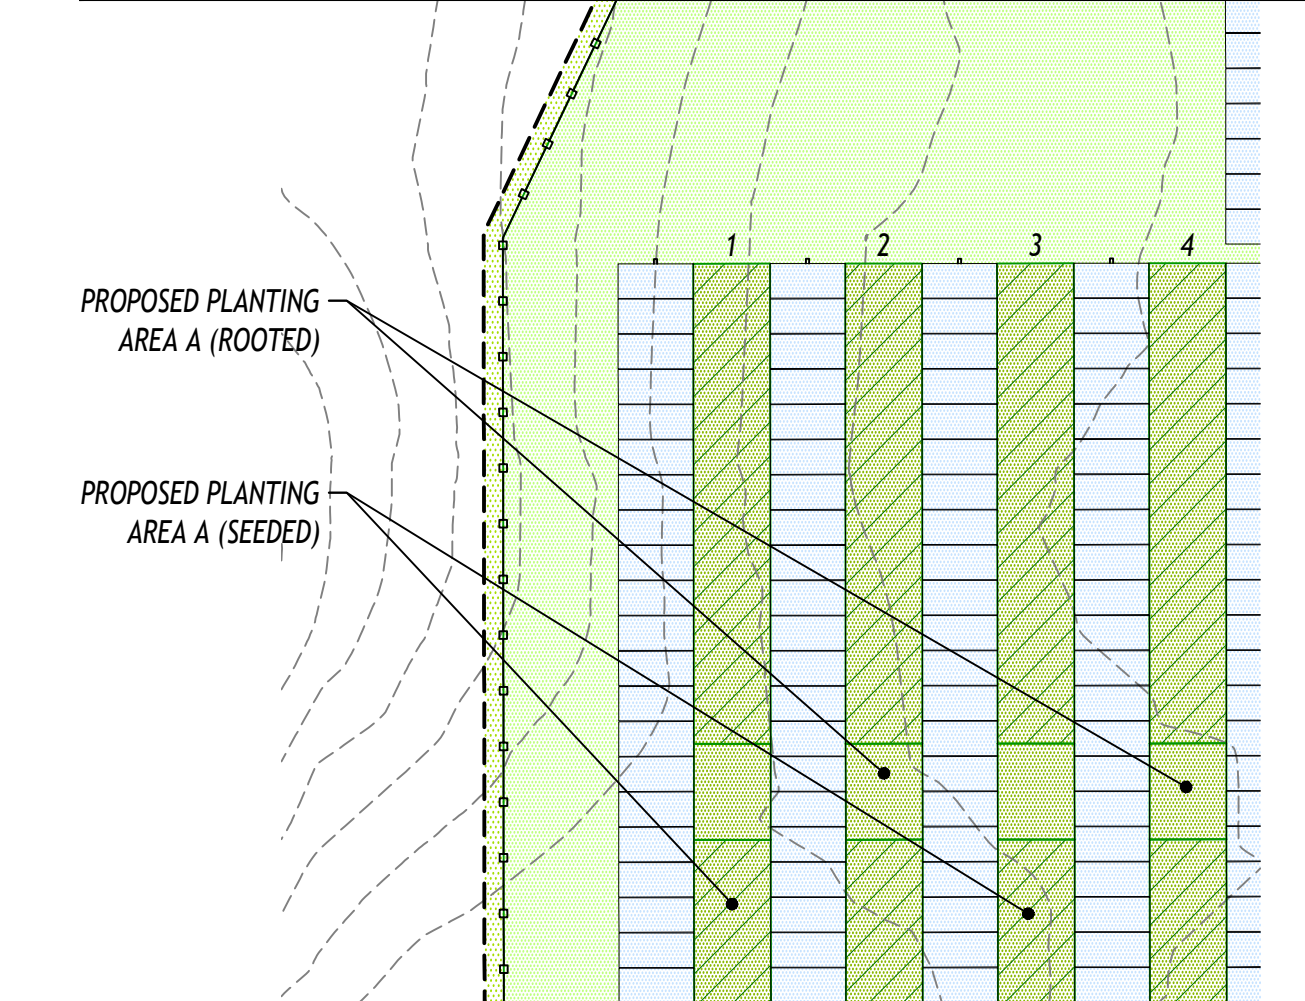 1 2 3 4
PROPOSED PLANTING
AREA A (ROOTED)
PROPOSED PLANTING
AREA A (SEEDED)